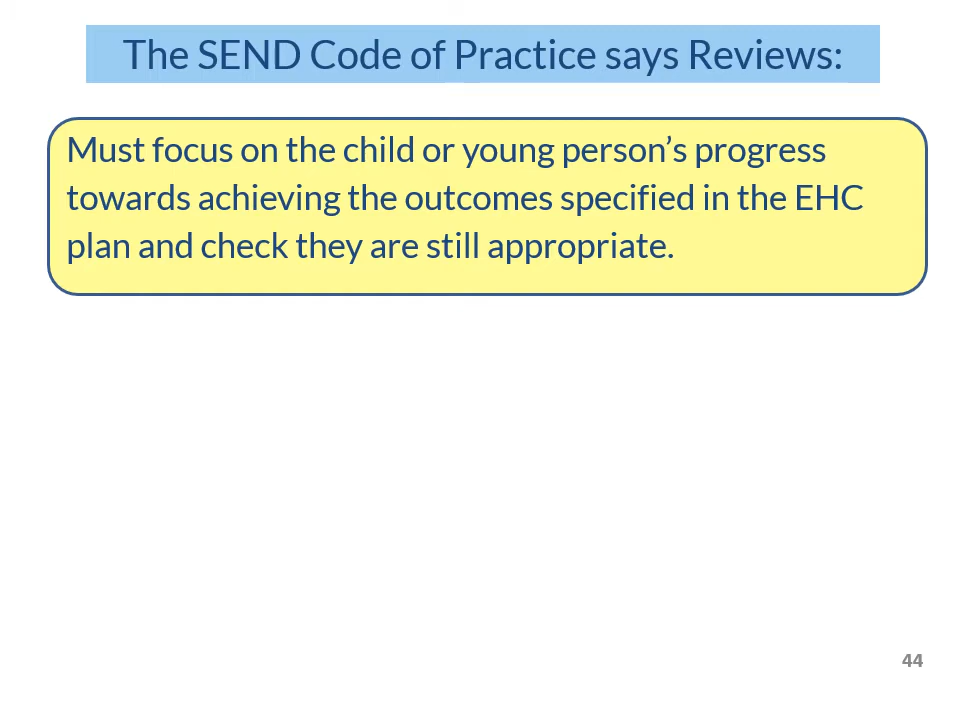 The SEND Code of Practice says Reviews:
Must focus on the child or young person’s progress
towards achieving the outcomes specified in the EHC
plan and check they are still appropriate.
44